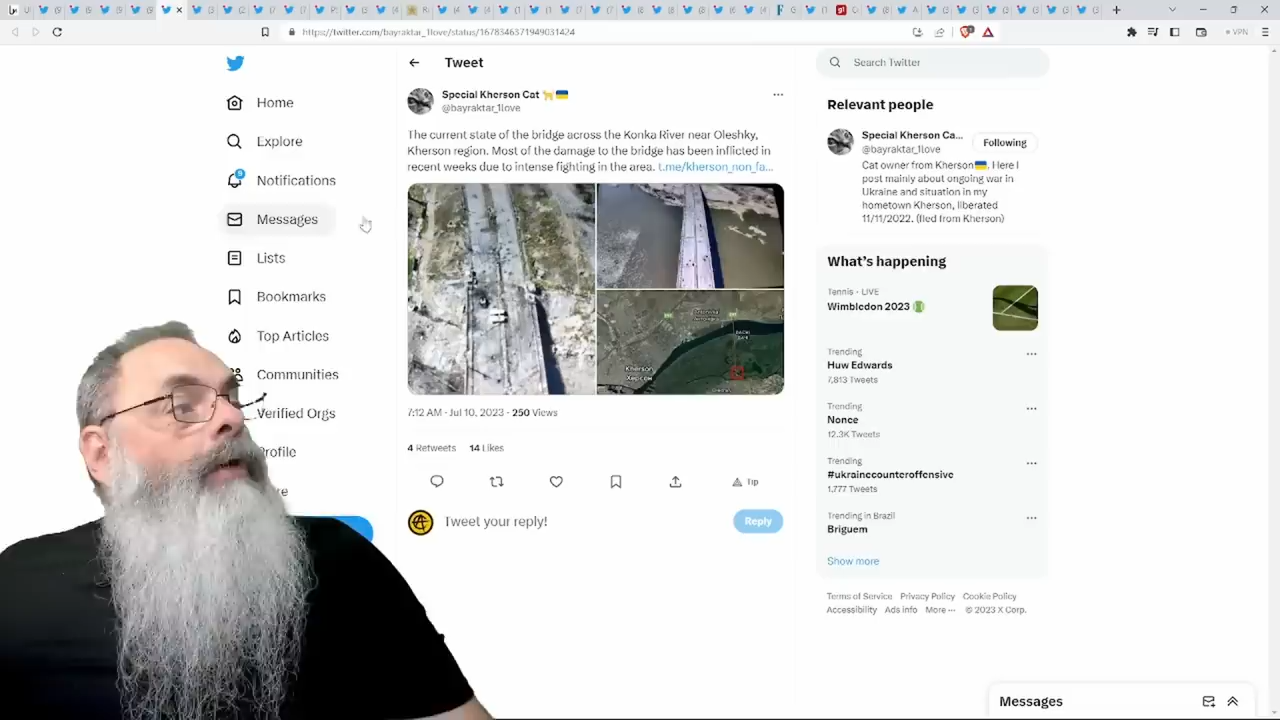 https://twitter.com/bayraktar_1love/status/1678346371949031424
VPN
Home
Explore
9
Notifications
Messages
Lists
Bookmarks
Top Articles
Communities
Verified Orgs
Tweet
Special Kherson Cat
@bayraktar_1love
The current state of the bridge across the Konka River near Oleshky,
Kherson region. Most of the damage to the bridge has been inflicted in
recent weeks due to intense fighting in the area. t.me/kherson_non_fa...
Kherson
Херсон
7:12 AM · Jul 10, 2023 · 250 Views
4 Retweets 14 Likes
Tip
Tweet your reply!
Reply
Search Twitter
Relevant people
Special Kherson Ca...
@bayraktar_1love
Following
Cat owner from Kherson. Here I
post mainly about ongoing war in
Ukraine and situation in my
hometown Kherson, liberated
11/11/2022. (fled from Kherson)
What's happening
Tennis · LIVE
Wimbledon 2023
Trending
Huw Edwards
7,813 Tweets
Trending
Nonce
12.3K Tweets
Trending
#ukrainecounteroffensive
1,777 Tweets
Trending in Brazil
Briguem
Show more
Terms of Service Privacy Policy Cookie Policy
Accessibility Ads info More ··· © 2023 X Corp.
Messages